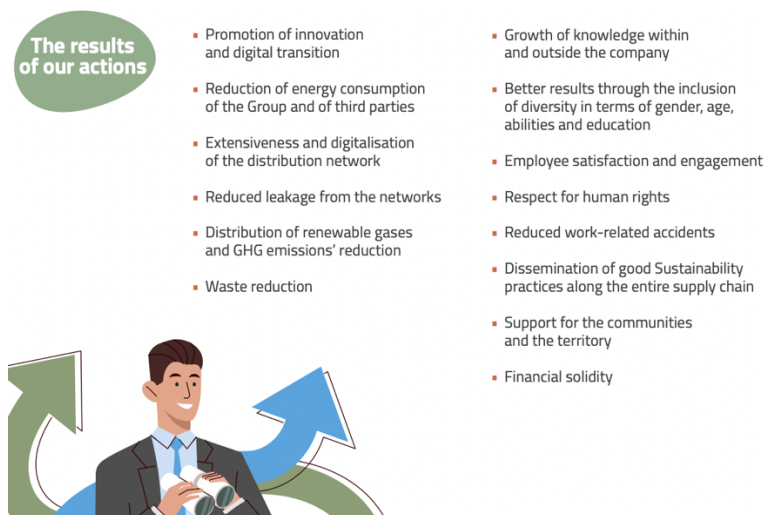 The results
of our actions
▪ Promotion of innovation
and digital transition
▪ Reduction of energy consumption
of the Group and of third parties
▪ Extensiveness and digitalisation
of the distribution network
▪ Reduced leakage from the networks
▪ Distribution of renewable gases
and GHG emissions' reduction
▪ Waste reduction
▪ Growth of knowledge within
and outside the company
▪ Better results through the inclusion
of diversity in terms of gender, age,
abilities and education
▪ Employee satisfaction and engagement
▪ Respect for human rights
▪ Reduced work-related accidents
▪ Dissemination of good Sustainability
practices along the entire supply chain
▪ Support for the communities
and the territory
▪ Financial solidity